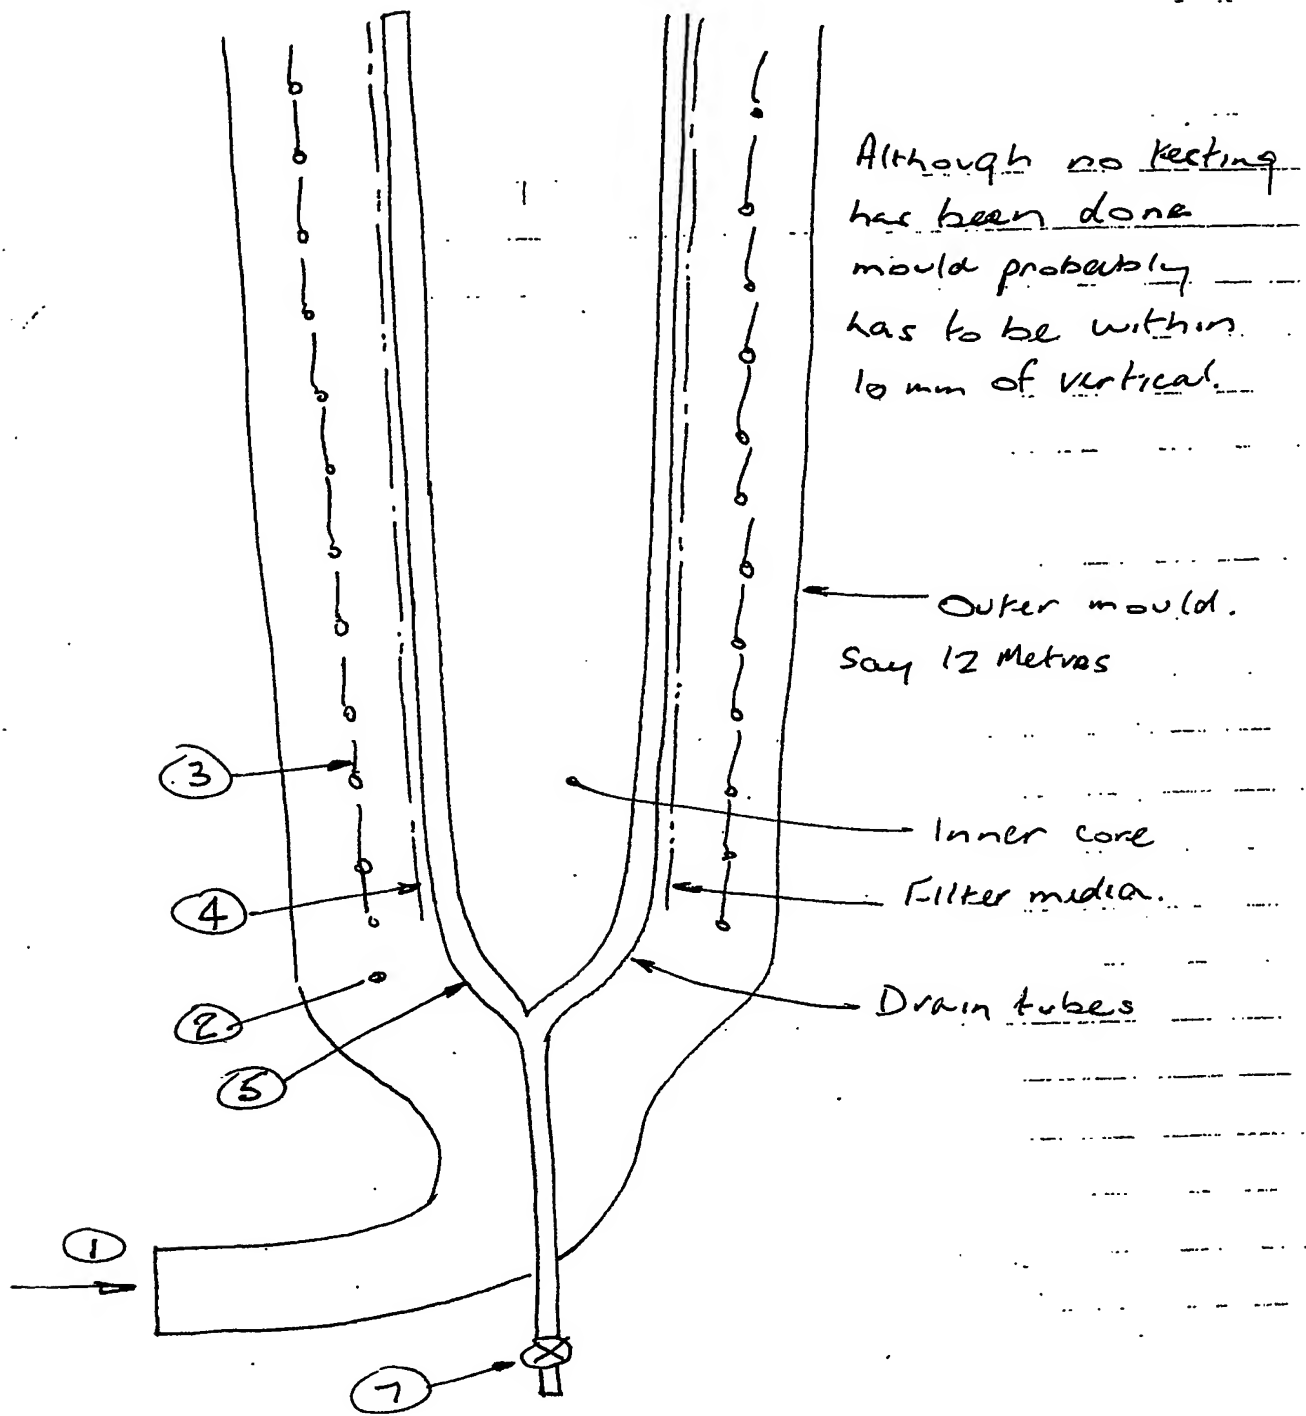 Although no testing
has been done
mould probably
has to be within
10 mm of vertical.
Outer mould.
Say 12 Metres
3
Inner core
4
Filter media.
2
Drain tubes
5
1
7